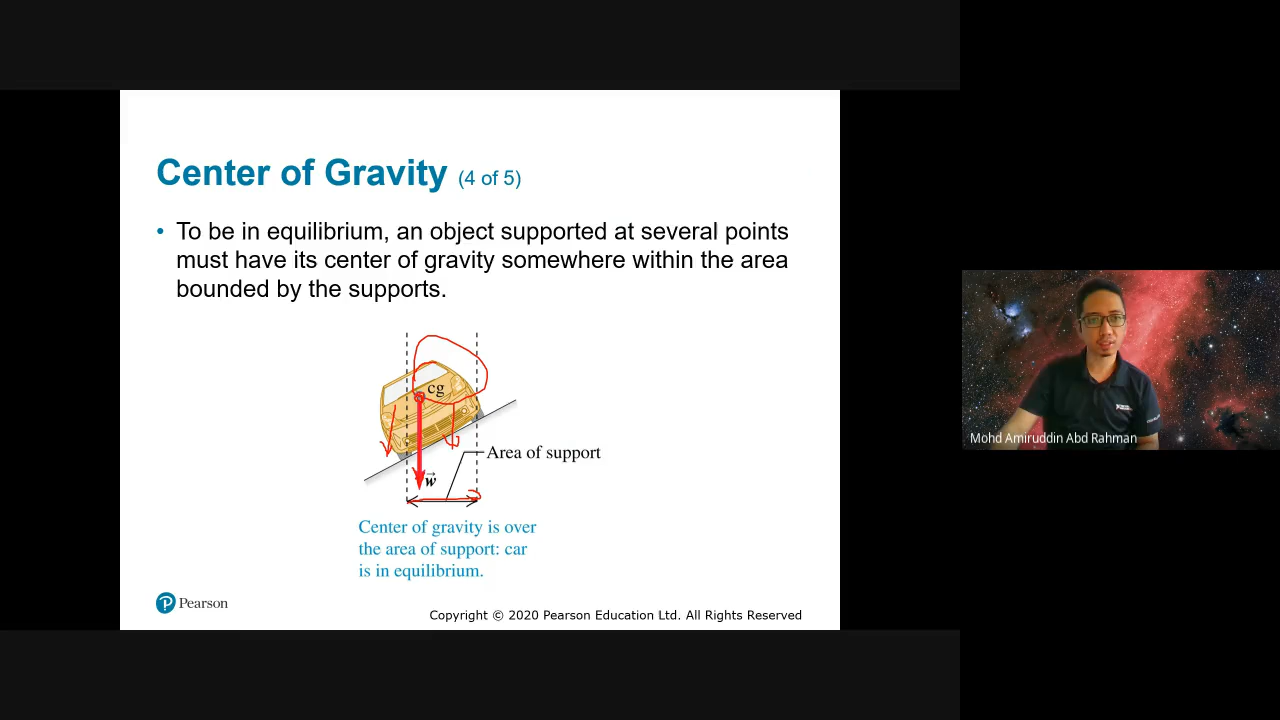 Center of Gravity (4 of 5)
• To be in equilibrium, an object supported at several points
must have its center of gravity somewhere within the area
bounded by the supports.
cg
Area of support
w
Center of gravity is over
the area of support: car
is in equilibrium.
P Pearson
Copyright © 2020 Pearson Education Ltd. All Rights Reserved
Mohd Amiruddin Abd Rahman